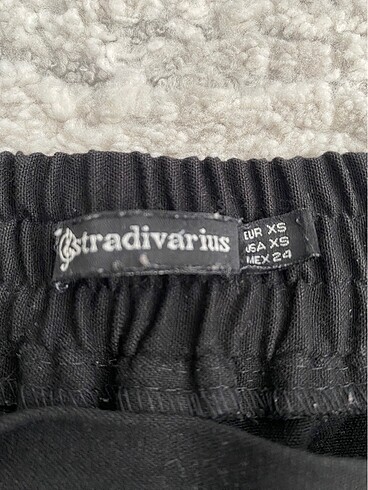 stradivarius
EUR XS
USA XS
MEX 24